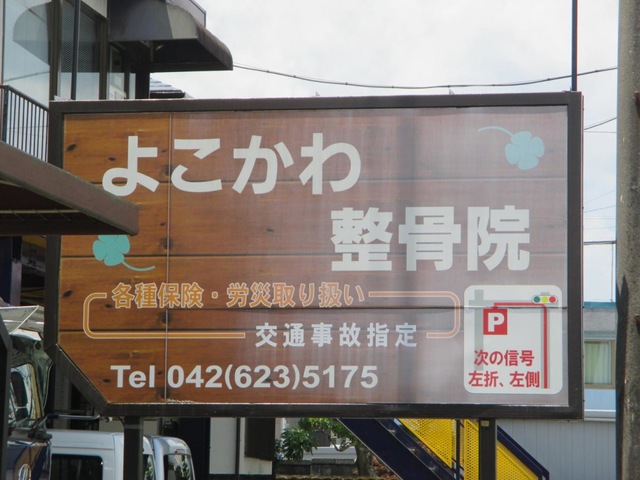 よこかわ
整骨院
各種保険・労災取り扱い
交通事故指定
Tel 042(623)5175
P
次の信号
左折、左側